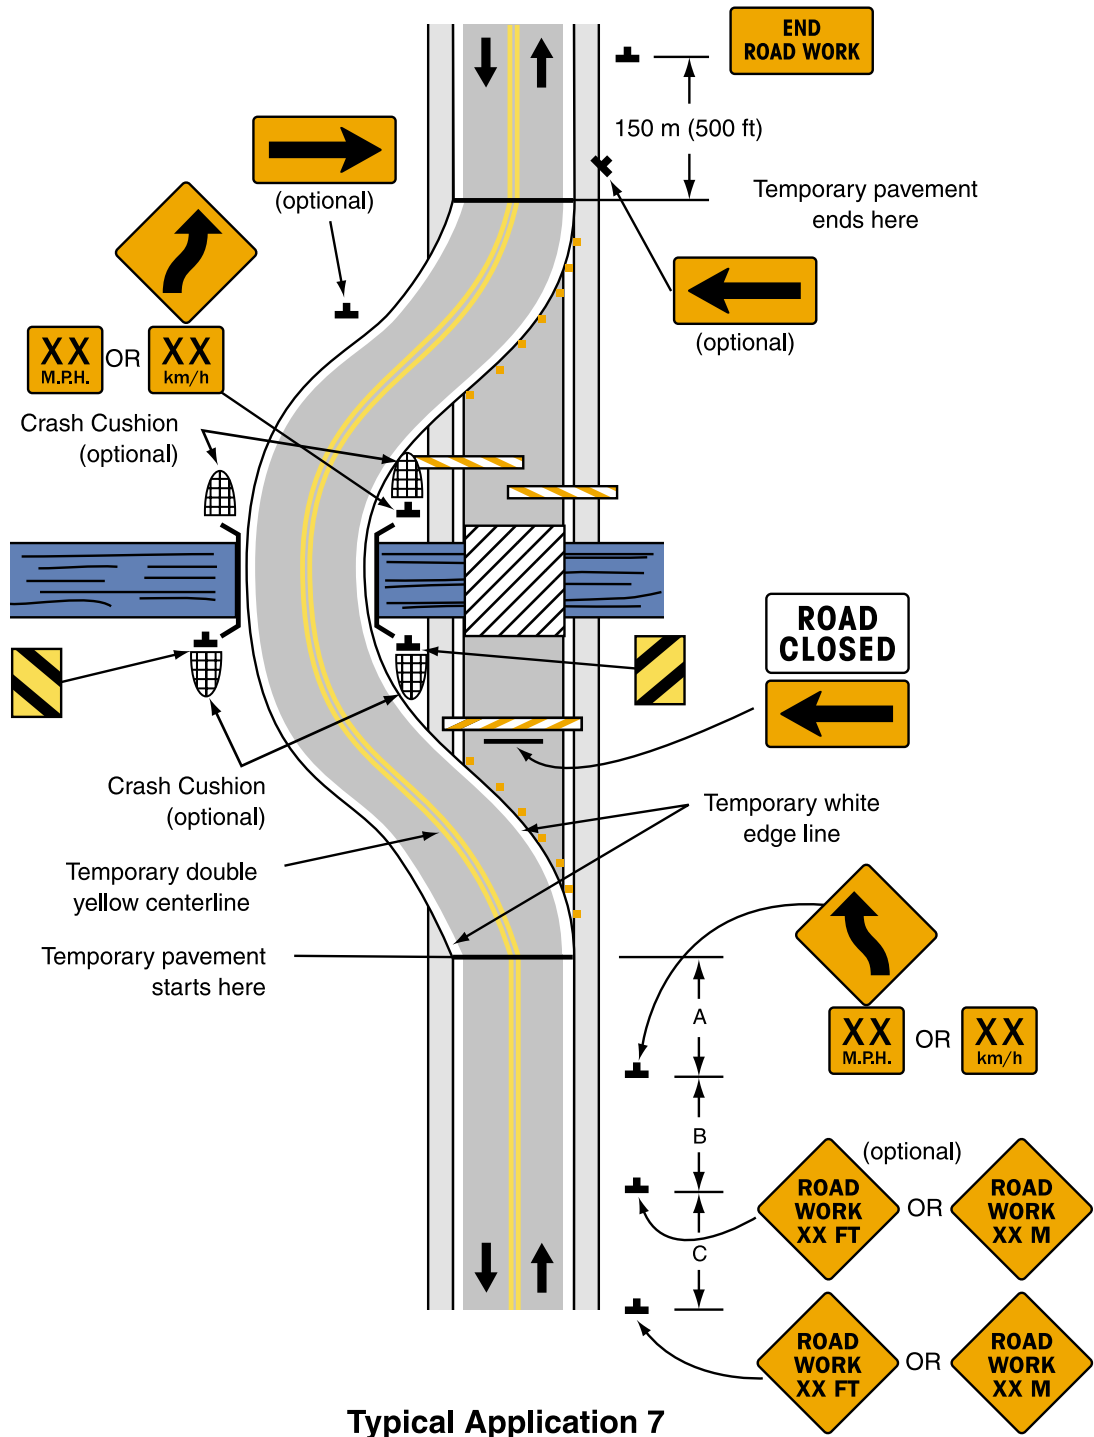 END
ROAD WORK
150 m (500 ft)
(optional)
Temporary pavement
ends here
(optional)
XX
M.P.H.
OR
XX
km/h
Crash Cushion
(optional)
ROAD
CLOSED
Crash Cushion
(optional)
Temporary white
edge line
Temporary double
yellow centerline
Temporary pavement
starts here
A
XX
M.P.H.
OR
XX
km/h
B
(optional)
ROAD
WORK
XX FT
OR
ROAD
WORK
XX M
C
ROAD
WORK
XX FT
OR
ROAD
WORK
XX M
Typical Application 7